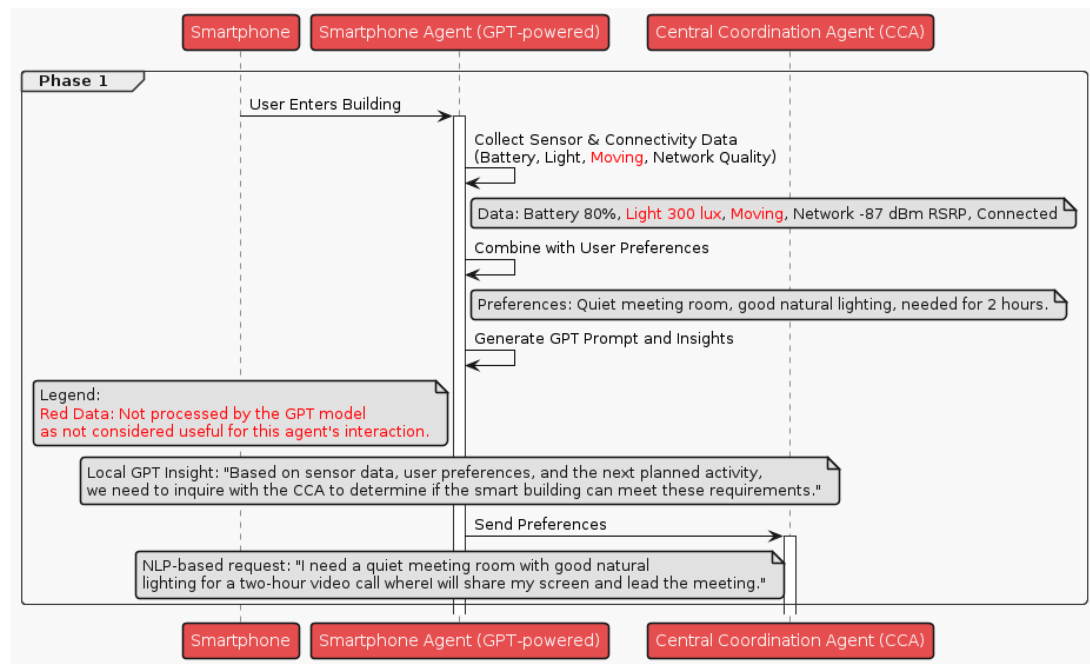 Smartphone
Smartphone Agent (GPT-powered)
Central Coordination Agent (CCA)
Phase 1
User Enters Building
Collect Sensor & Connectivity Data
(Battery, Light, Moving, Network Quality)
Data: Battery 80%, Light 300 lux, Moving, Network -87 dBm RSRP, Connected
Combine with User Preferences
Preferences: Quiet meeting room, good natural lighting, needed for 2 hours.
Generate GPT Prompt and Insights
Legend:
Red Data: Not processed by the GPT model
as not considered useful for this agent's interaction.
Local GPT Insight: "Based on sensor data, user preferences, and the next planned activity,
we need to inquire with the CCA to determine if the smart building can meet these requirements."
Send Preferences
NLP-based request: "I need a quiet meeting room with good natural
lighting for a two-hour video call whereI will share my screen and lead the meeting."
Smartphone
Smartphone Agent (GPT-powered)
Central Coordination Agent (CCA)